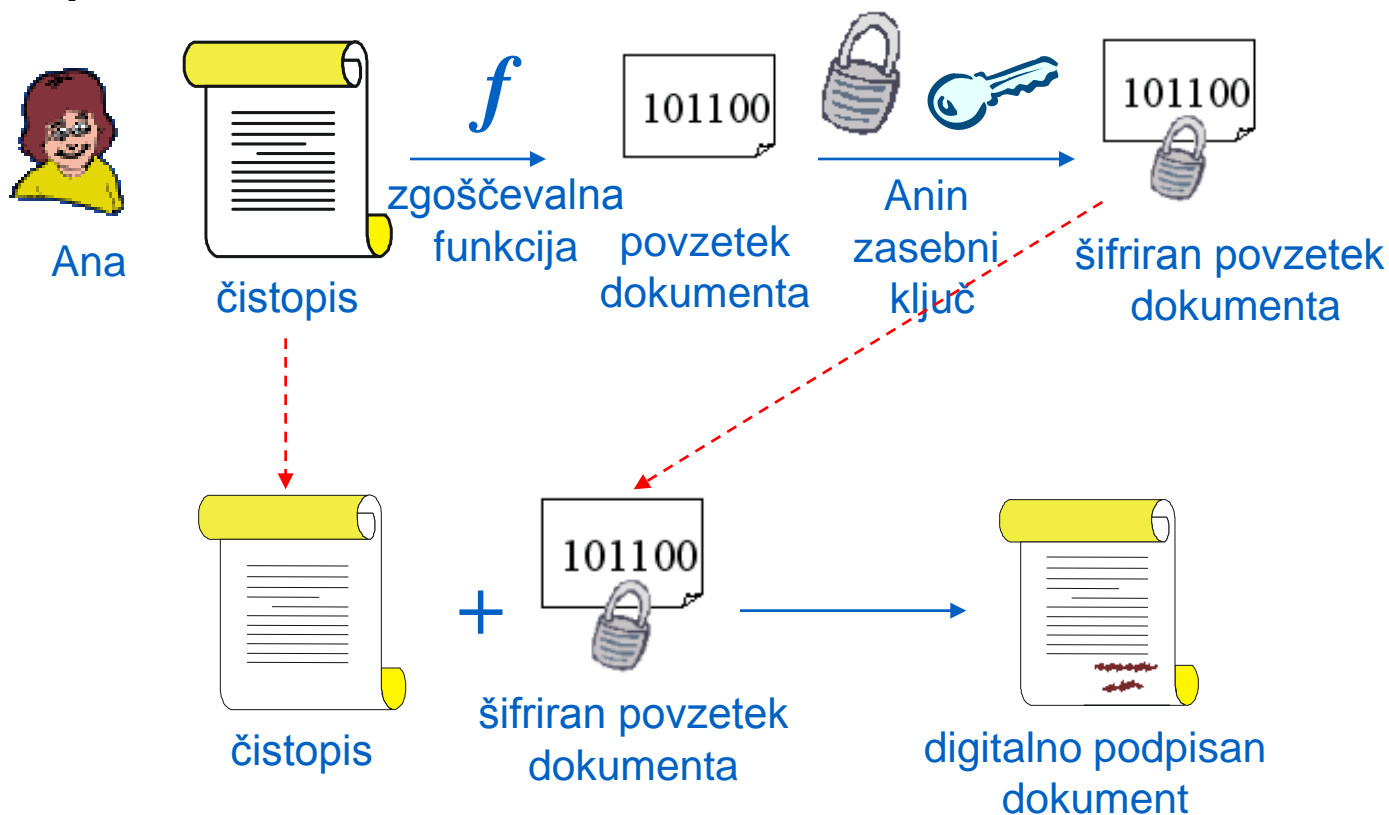 f
101100
101100
zgoščevalna
funkcija
Anin
zasebni
ključ
Ana
čistopis
povzetek
dokumenta
šifriran povzetek
dokumenta
101100
+
čistopis
šifriran povzetek
dokumenta
digitalno podpisan
dokument